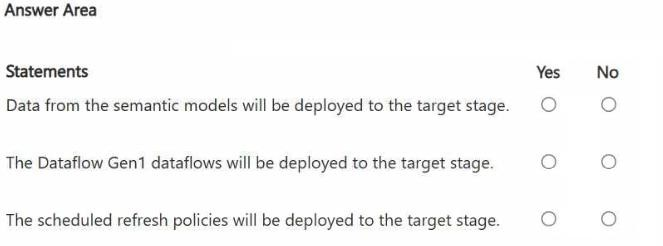 Answer Area
Statements Yes No
Data from the semantic models will be deployed to the target stage.
The Dataflow Gen1 dataflows will be deployed to the target stage.
The scheduled refresh policies will be deployed to the target stage.